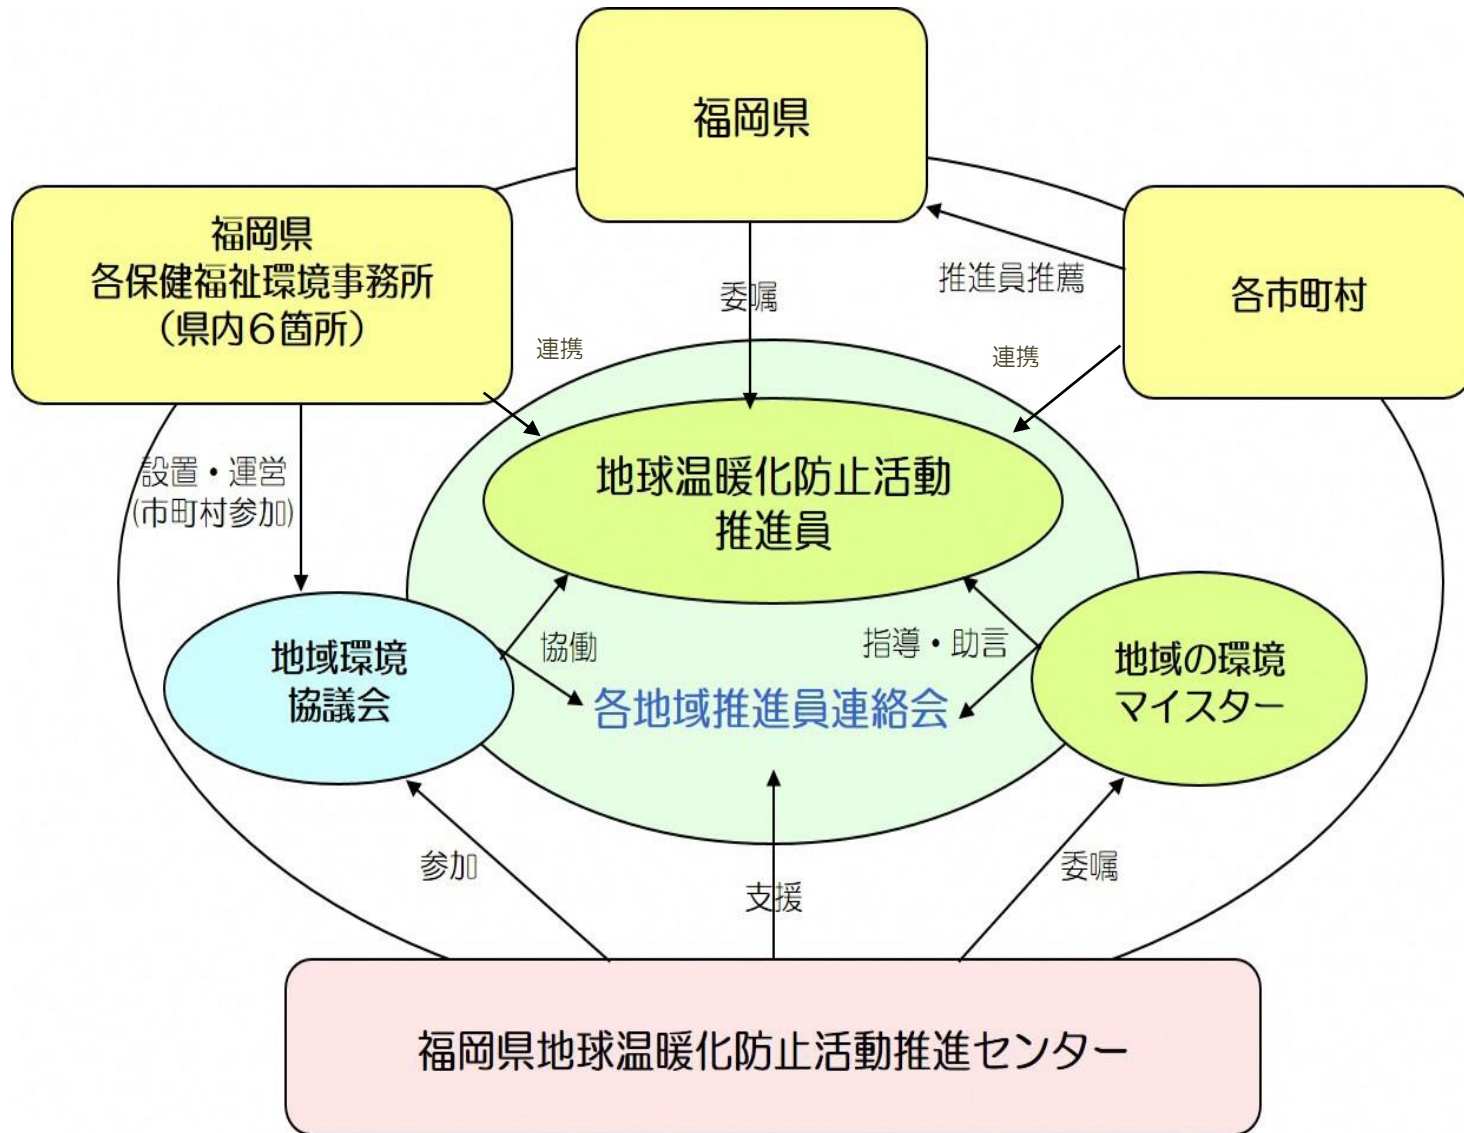 福岡県
福岡県
各保健福祉環境事務所
（県内６箇所）
各市町村
推進員推薦
委嘱
連携
連携
設置・運営
(市町村参加)
地球温暖化防止活動
推進員
協働
指導・助言
地域環境
協議会
各地域推進員連絡会
地域の環境
マイスター
参加
支援
委嘱
福岡県地球温暖化防止活動推進センター